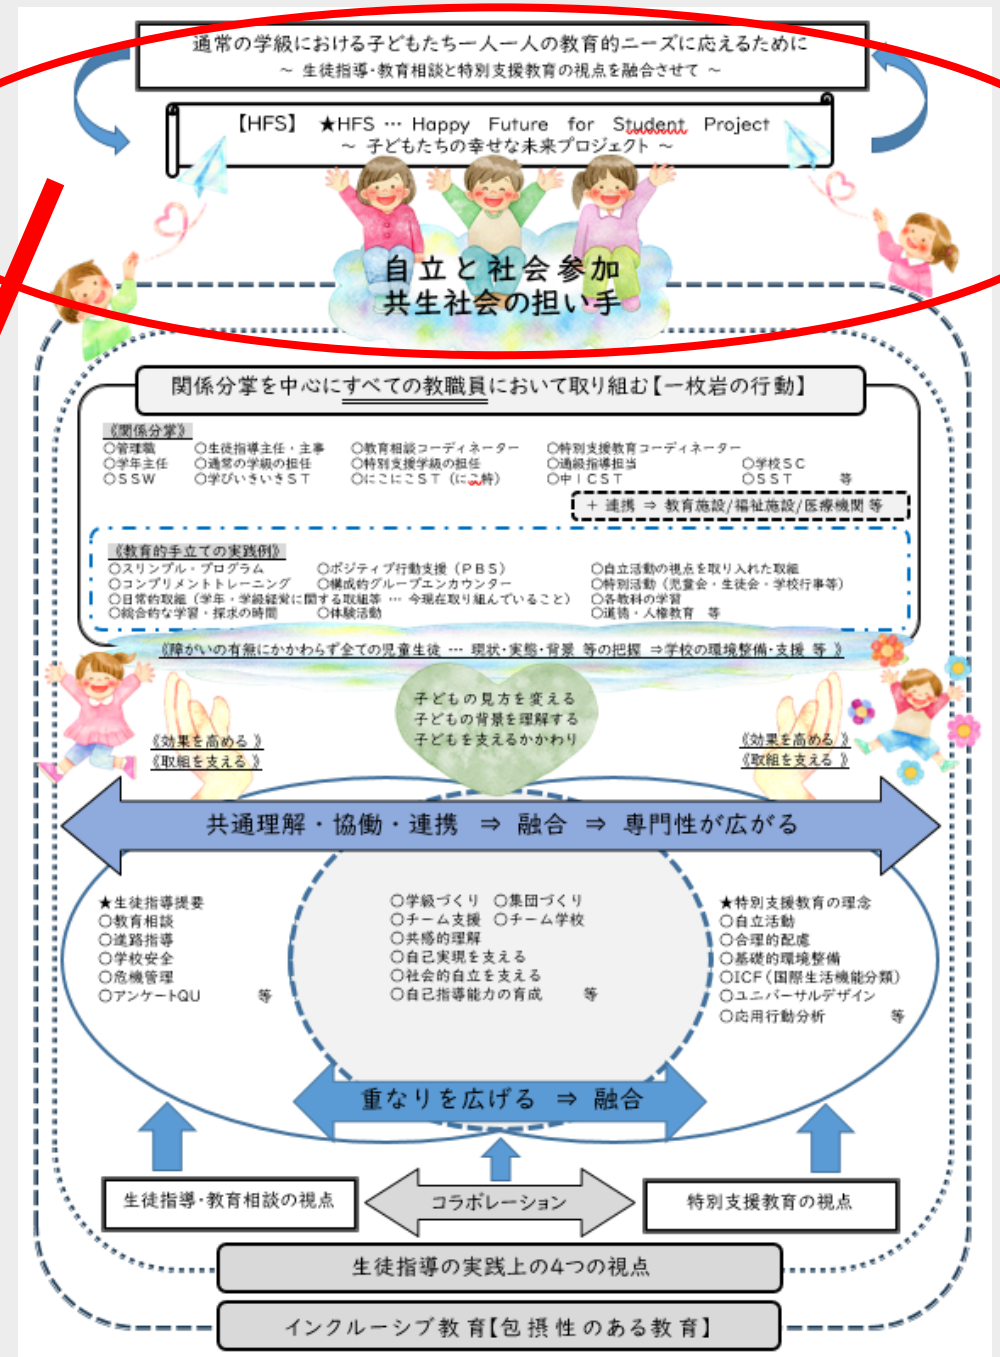 通常の学級における子どもたち一人一人の教育的ニーズに応えるために
～ 生徒指導・教育相談と特別支援教育の視点を融合させて ～
【HFS】 ★HFS … Happy Future for Student Project
～ 子どもたちの幸せな未来プロジェクト ～
自立と社会参加
共生社会の担い手
関係分掌を中心にすべての教職員において取り組む【一枚岩の行動】
《関係分掌》
○管理職 ○生徒指導主任・主事 ○教育相談コーディネーター ○特別支援教育コーディネーター
○学年主任 ○通常の学級の担任 ○特別支援学級の担任 ○通級指導担当 ○学校ＳＣ
○ＳＳＷ ○学びいきいきＳＴ ○にこにこＳＴ（にこ特） ○中１ＣＳＴ ○ＳＳＴ 等
＋ 連携 ⇒ 教育施設/福祉施設/医療機関 等
《教育的手立ての実践例》
○スリンプル・プログラム ○ポジティブ行動支援（ＰＢＳ） ○自立活動の視点を取り入れた取組
○コンプリメントトレーニング ○構成的グループエンカウンター ○特別活動（児童会・生徒会・学校行事等）
○日常的取組（学年・学級経営に関する取組等 … 今現在取り組んでいること） ○各教科の学習
○総合的な学習・探求の時間 ○体験活動 ○道徳・人権教育 等
《障がいの有無にかかわらず全ての児童生徒 … 現状・実態・背景 等の把握 ⇒学校の環境整備・支援 等 》
子どもの見方を変える
子どもの背景を理解する
子どもを支えるかかわり
《効果を高める 》
《取組を支える 》
《効果を高める 》
《取組を支える 》
共通理解・協働・連携 ⇒ 融合 ⇒ 専門性が広がる
★生徒指導提要
○教育相談
○進路指導
○学校安全
○危機管理
○アンケートQU 等
○学級づくり ○集団づくり
○チーム支援 ○チーム学校
○共感的理解
○自己実現を支える
○社会的自立を支える
○自己指導能力の育成 等
★特別支援教育の理念
○自立活動
○合理的配慮
○基礎的環境整備
○ICF（国際生活機能分類）
○ユニバーサルデザイン
○応用行動分析 等
重なりを広げる ⇒ 融合
生徒指導・教育相談の視点
コラボレーション
特別支援教育の視点
生徒指導の実践上の4つの視点
インクルーシブ教育【包摂性のある教育】